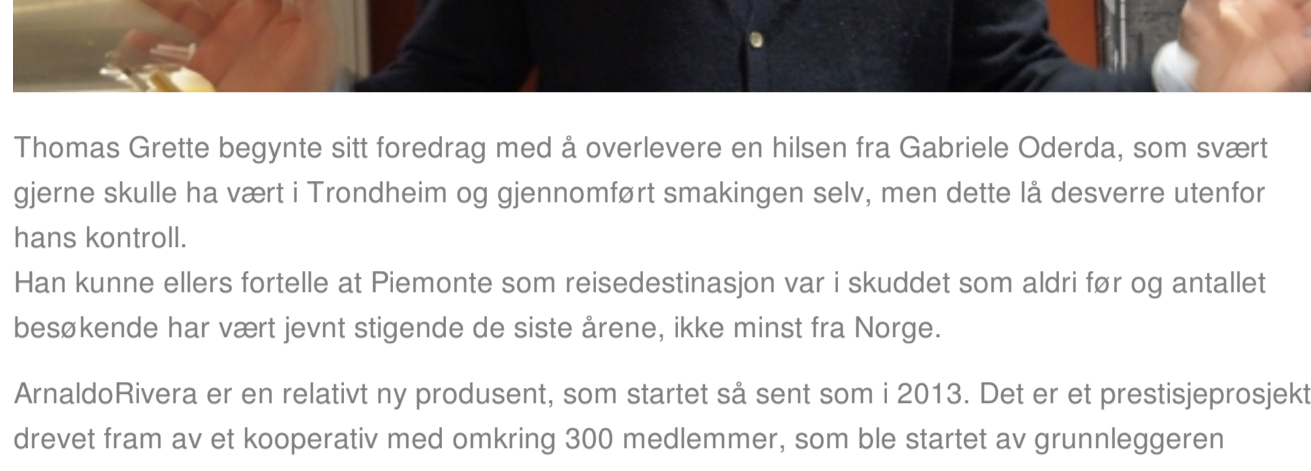 Thomas Grette begynte sitt foredrag med å overlevere en hilsen fra Gabriele Oderda, som svært
gjerne skulle ha vært i Trondheim og gjennomført smakingen selv, men dette lå desverre utenfor
hans kontroll.
Han kunne ellers fortelle at Piemonte som reisedestinasjon var i skuddet som aldri før og antallet
besøkende har vært jevnt stigende de siste årene, ikke minst fra Norge.
ArnaldoRivera er en relativt ny produsent, som startet så sent som i 2013. Det er et prestisjeprosjekt
drevet fram av et kooperativ med omkring 300 medlemmer, som ble startet av grunnleggeren